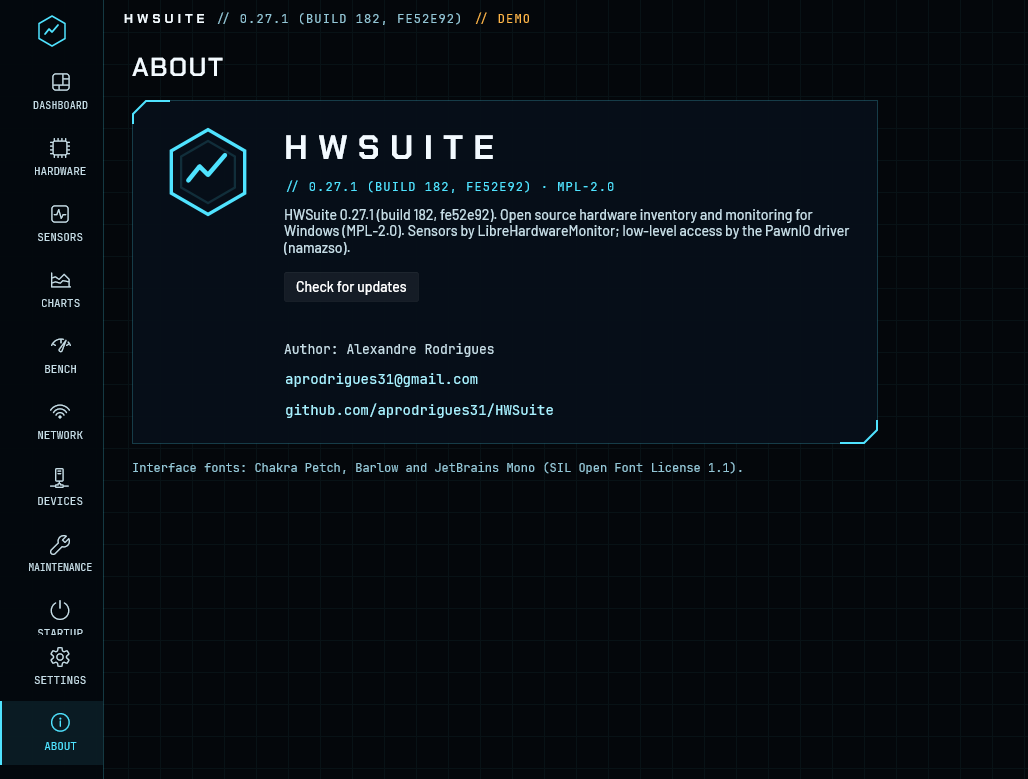 HWSUITE // 0.27.1 (BUILD 182, FE52E92) // DEMO
ABOUT
DASHBOARD
HARDWARE
SENSORS
CHARTS
BENCH
NETWORK
DEVICES
MAINTENANCE
STARTUP
SETTINGS
ABOUT
HWSUITE
// 0.27.1 (BUILD 182, FE52E92) · MPL-2.0
HWSuite 0.27.1 (build 182, fe52e92). Open source hardware inventory and monitoring for
Windows (MPL-2.0). Sensors by LibreHardwareMonitor; low-level access by the PawnIO driver
(namazso).
Check for updates
Author: Alexandre Rodrigues
aprodrigues31@gmail.com
github.com/aprodrigues31/HWSuite
Interface fonts: Chakra Petch, Barlow and JetBrains Mono (SIL Open Font License 1.1).